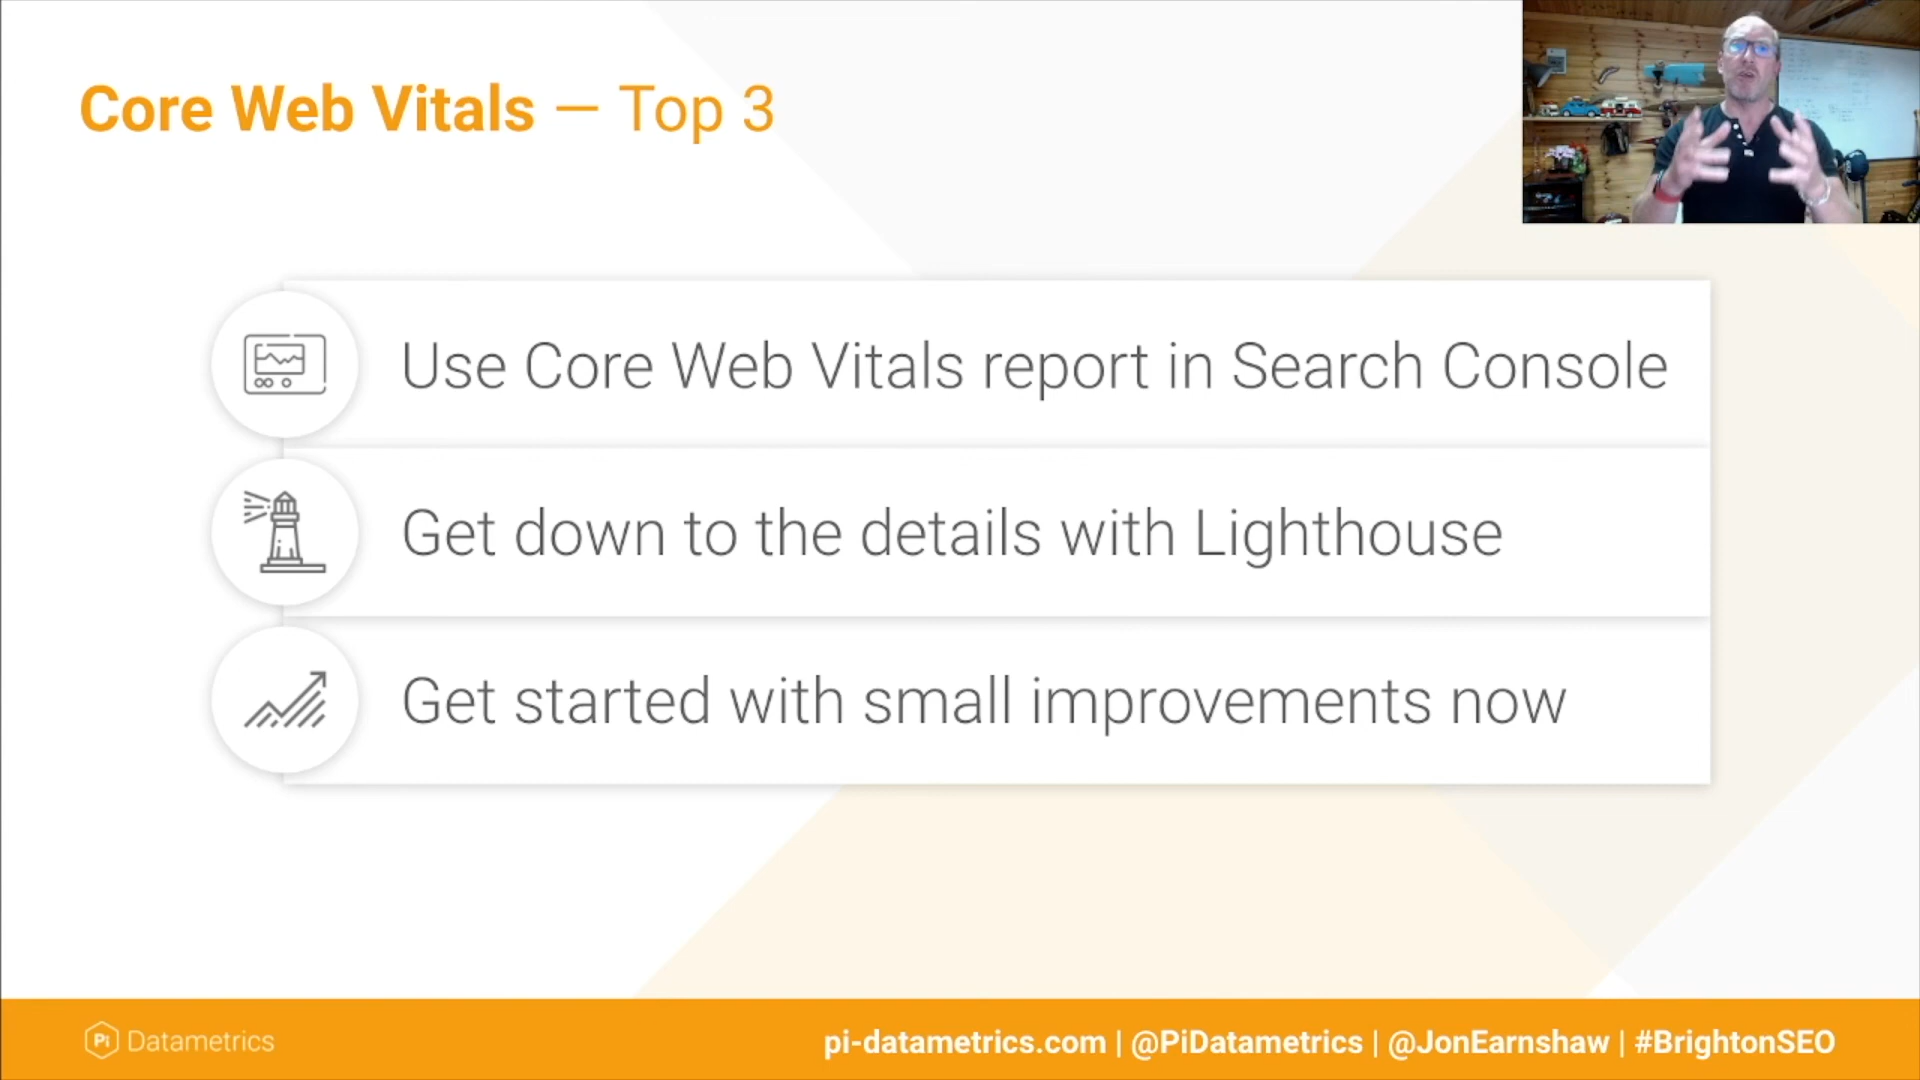 Core Web Vitals — Top 3
Use Core Web Vitals report in Search Console
Get down to the details with Lighthouse
Get started with small improvements now
Pi Datametrics
pi-datametrics.com | @PiDatametrics | @JonEarnshaw | #BrightonSEO